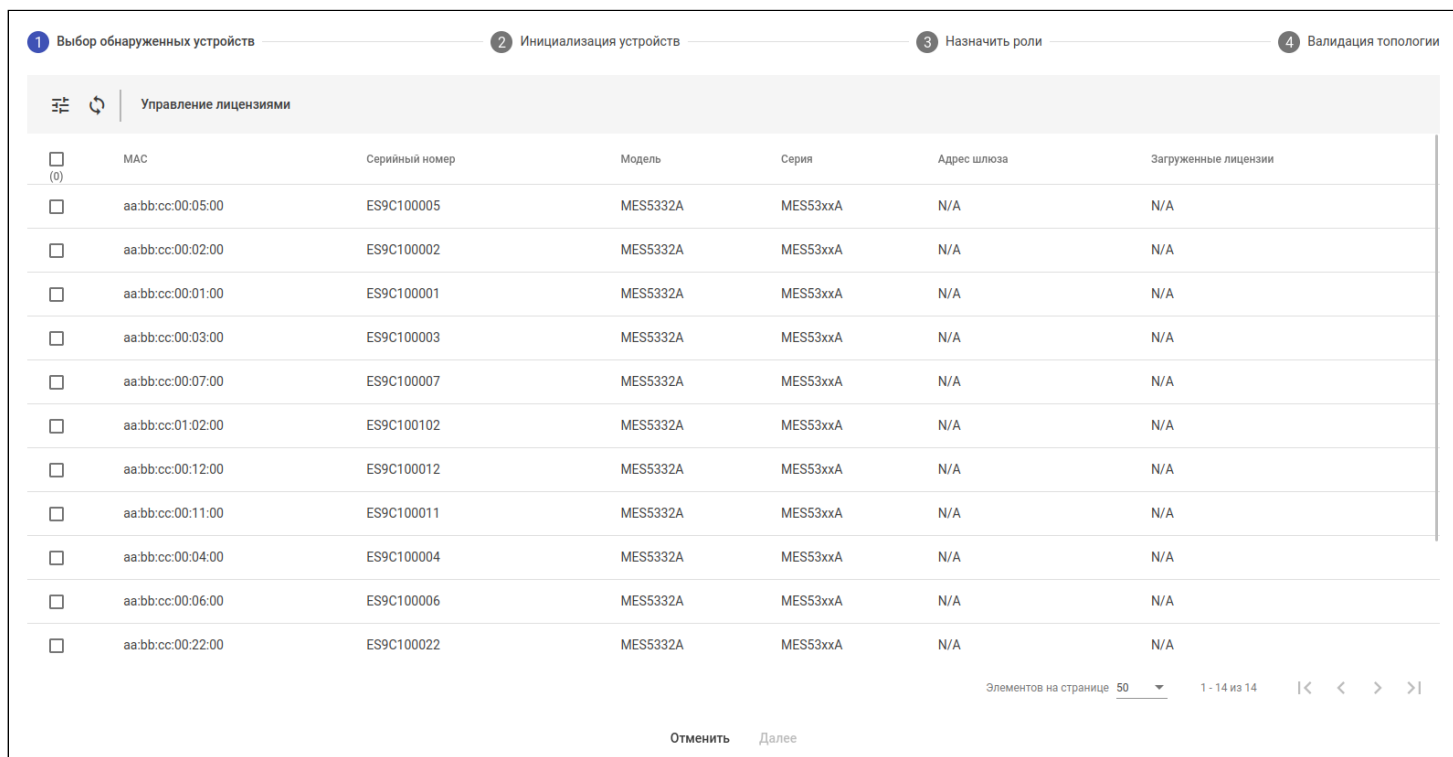 1 Выбор обнаруженных устройств 2 Инициализация устройств 3 Назначить роли 4 Валидация топологии
Управление лицензиями
MAC Серийный номер Модель Серия Адрес шлюза Загруженные лицензии
(0)
aa:bb:cc:00:05:00 ES9C100005 MES5332A MES53xxA N/A N/A
aa:bb:cc:00:02:00 ES9C100002 MES5332A MES53xxA N/A N/A
aa:bb:cc:00:01:00 ES9C100001 MES5332A MES53xxA N/A N/A
aa:bb:cc:00:03:00 ES9C100003 MES5332A MES53xxA N/A N/A
aa:bb:cc:00:07:00 ES9C100007 MES5332A MES53xxA N/A N/A
aa:bb:cc:01:02:00 ES9C100102 MES5332A MES53xxA N/A N/A
aa:bb:cc:00:12:00 ES9C100012 MES5332A MES53xxA N/A N/A
aa:bb:cc:00:11:00 ES9C100011 MES5332A MES53xxA N/A N/A
aa:bb:cc:00:04:00 ES9C100004 MES5332A MES53xxA N/A N/A
aa:bb:cc:00:06:00 ES9C100006 MES5332A MES53xxA N/A N/A
aa:bb:cc:00:22:00 ES9C100022 MES5332A MES53xxA N/A N/A
Элементов на странице 50 1 - 14 из 14
Отменить Далее